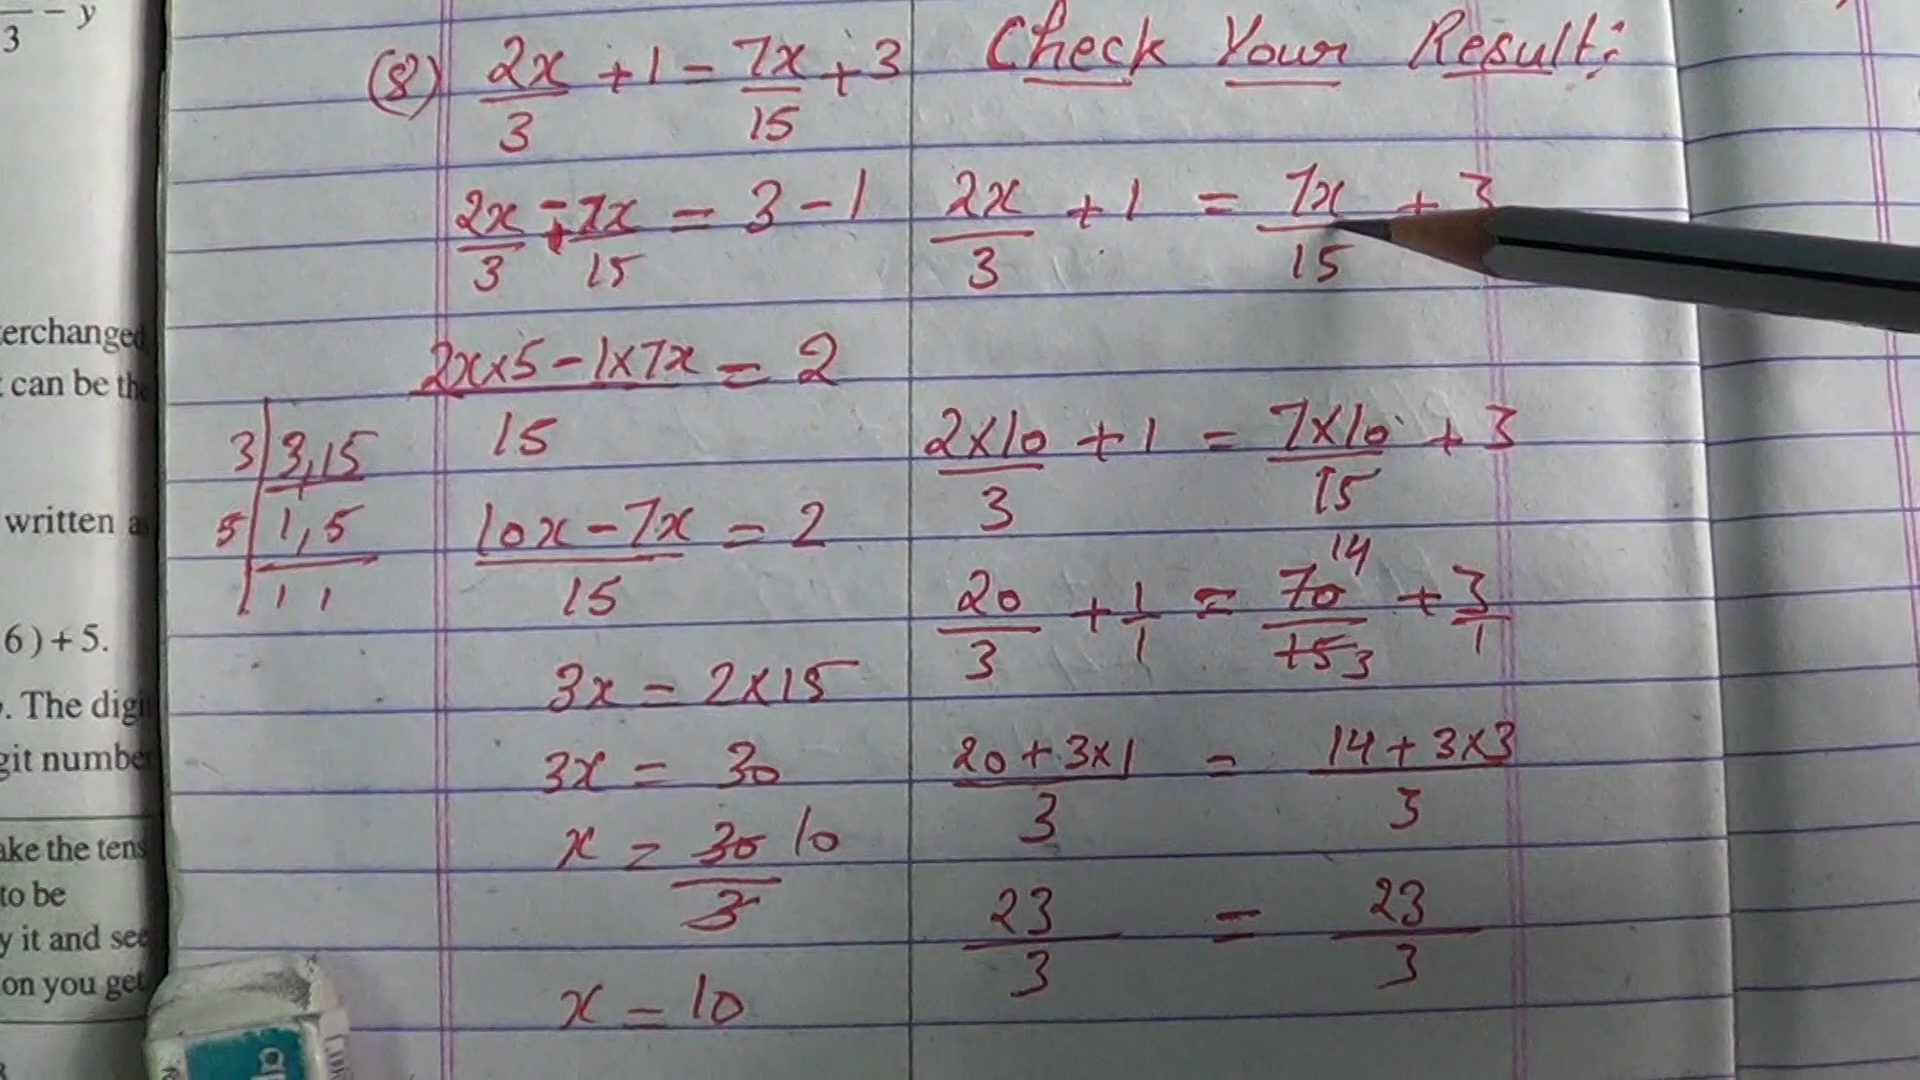 3 - y
erchanged
can be the
written as
6 ) + 5.
. The digi
git number
ake the tens
to be
y it and see
on you get
(8) 2x/3 + 1 = 7x/15 + 3
2x/3 - 7x/15 = 3 - 1
2x×5 - 1×7x/15 = 2
3 | 3, 15
5 | 1, 5
1 1
10x - 7x/15 = 2
3x = 2×15
3x = 30
x = 30/3 10
x = 10
Check Your Result:
2x/3 + 1 = 7x/15 + 3
2×10/3 + 1 = 7×10/15 + 3
20/3 + 1/1 = 70 14/15 3 + 3/1
20 + 3×1/3 = 14 + 3×3/3
23/3 = 23/3